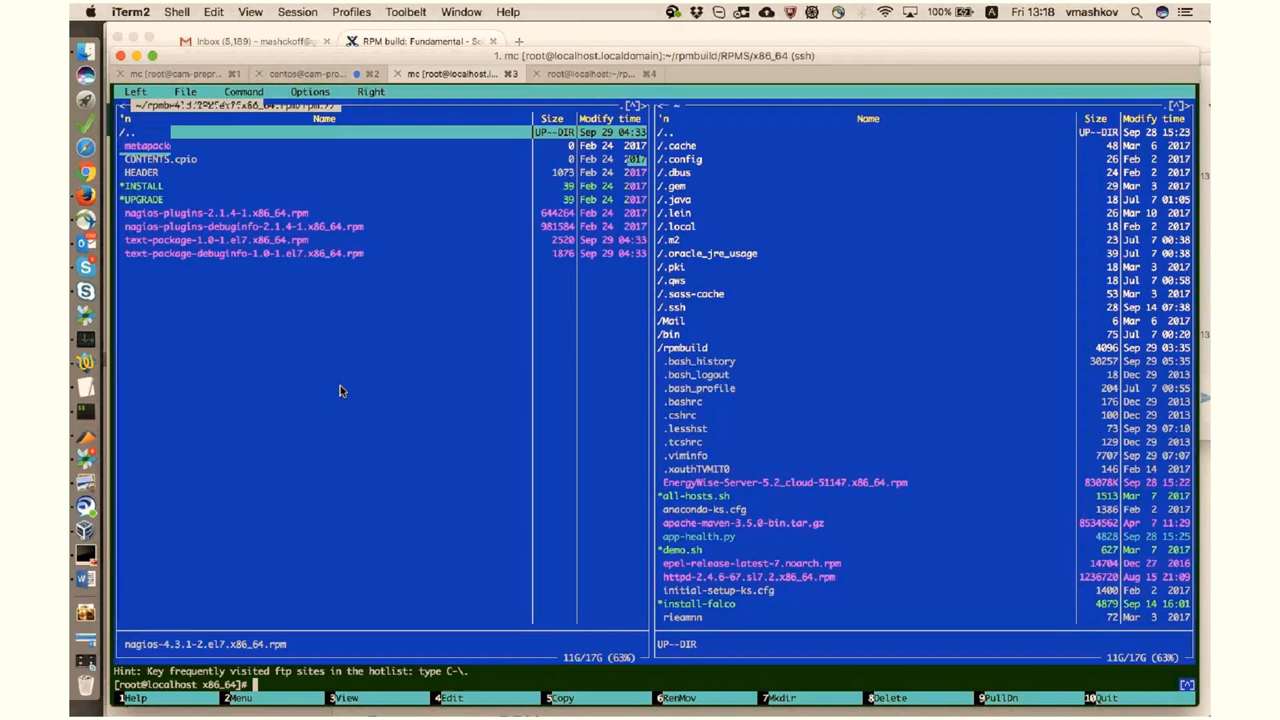 iTerm2 Shell Edit View Session Profiles Toolbelt Window Help 100% Fri 13:18 vmashkov
Inbox (5,189) - mashckoff@g RPM build: Fundamental - Sc
1. mc [root@localhost.localdomain]:~/rpmbuild/RPMS/x86_64 (ssh)
mc [root@cam-prepr... ⌘1 centos@cam-pro... ⌘2 mc [root@localhost.l... ⌘3 root@localhost:~/rp... ⌘4
Left File Command Options Right
.[^]> <- ~ .[^]>
'n Name Size Modify time 'n Name Size Modify time
/.. UP--DIR Sep 29 04:33 /.. UP--DIR Sep 28 15:23
metapack 0 Feb 24 2017 /.cache 48 Mar 6 2017
CONTENTS.cpio 0 Feb 24 2017 /.config 26 Feb 2 2017
HEADER 1073 Feb 24 2017 /.dbus 24 Feb 2 2017
*INSTALL 39 Feb 24 2017 /.gem 29 Mar 3 2017
*UPGRADE 39 Feb 24 2017 /.java 18 Jul 7 01:05
nagios-plugins-2.1.4-1.x86_64.rpm 644264 Feb 24 2017 /.lein 26 Mar 10 2017
nagios-plugins-debuginfo-2.1.4-1.x86_64.rpm 981584 Feb 24 2017 /.local 18 Feb 2 2017
text-package-1.0-1.el7.x86_64.rpm 2520 Sep 29 04:33 /.m2 23 Jul 7 00:38
text-package-debuginfo-1.0-1.el7.x86_64.rpm 1876 Sep 29 04:33 /.oracle_jre_usage 39 Jul 7 00:38
/.pki 18 Mar 3 2017
/.qws 18 Jul 7 00:58
/.sass-cache 53 Mar 3 2017
/.ssh 28 Sep 14 07:38
/Mail 6 Mar 6 2017
/bin 75 Jul 7 00:20
/rpmbuild 4096 Sep 29 03:35
.bash_history 30257 Sep 29 05:35
.bash_logout 18 Dec 29 2013
.bash_profile 204 Jul 7 00:55
.bashrc 176 Dec 29 2013
.cshrc 100 Dec 29 2013
.lesshst 73 Sep 29 07:10
.tcshrc 129 Dec 29 2013
.viminfo 7707 Sep 29 07:07
.xauthTVMIT0 146 Feb 14 2017
EnergyWise-Server-5.2_cloud-51147.x86_64.rpm 83078K Sep 28 15:22
*all-hosts.sh 1513 Mar 7 2017
anaconda-ks.cfg 1386 Feb 2 2017
apache-maven-3.5.0-bin.tar.gz 8534562 Apr 7 11:29
app-health.py 4828 Sep 28 15:25
*demo.sh 627 Mar 7 2017
epel-release-latest-7.noarch.rpm 14704 Dec 27 2016
httpd-2.4.6-67.sl7.2.x86_64.rpm 1236720 Aug 15 21:09
initial-setup-ks.cfg 1400 Feb 2 2017
*install-falco 4879 Sep 14 16:01
rieamnn 72 Mar 3 2017
nagios-4.3.1-2.el7.x86_64.rpm UP--DIR
11G/17G (63%) 11G/17G (63%)
Hint: Key frequently visited ftp sites in the hotlist: type C-\.
[root@localhost x86_64]# [^]
1Help 2Menu 3View 4Edit 5Copy 6RenMov 7Mkdir 8Delete 9PullDn 10Quit